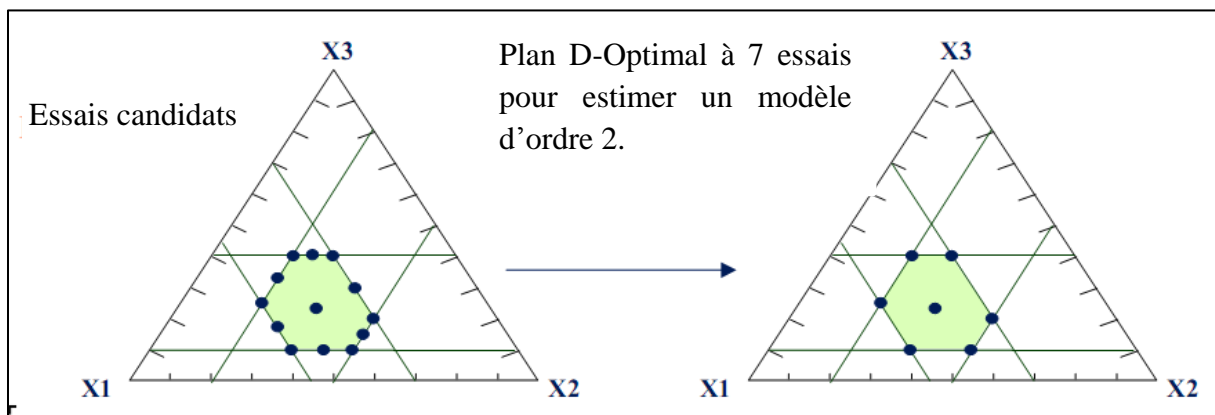 X3
Essais candidats
X1
X2
Plan D-Optimal à 7 essais
pour estimer un modèle
d’ordre 2.
X3
X1
X2